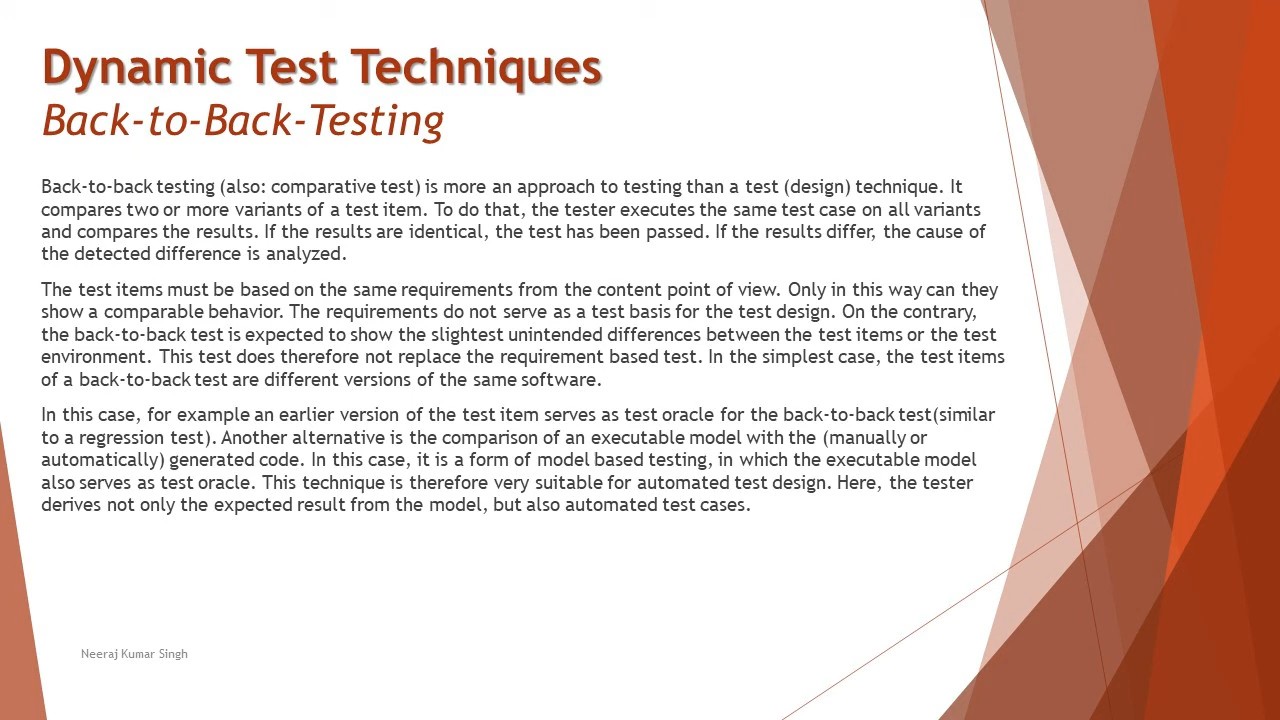 Dynamic Test Techniques
Back-to-Back-Testing
Back-to-back testing (also: comparative test) is more an approach to testing than a test (design) technique. It
compares two or more variants of a test item. To do that, the tester executes the same test case on all variants
and compares the results. If the results are identical, the test has been passed. If the results differ, the cause of
the detected difference is analyzed.
The test items must be based on the same requirements from the content point of view. Only in this way can they
show a comparable behavior. The requirements do not serve as a test basis for the test design. On the contrary,
the back-to-back test is expected to show the slightest unintended differences between the test items or the test
environment. This test does therefore not replace the requirement based test. In the simplest case, the test items
of a back-to-back test are different versions of the same software.
In this case, for example an earlier version of the test item serves as test oracle for the back-to-back test(similar
to a regression test). Another alternative is the comparison of an executable model with the (manually or
automatically) generated code. In this case, it is a form of model based testing, in which the executable model
also serves as test oracle. This technique is therefore very suitable for automated test design. Here, the tester
derives not only the expected result from the model, but also automated test cases.
Neeraj Kumar Singh